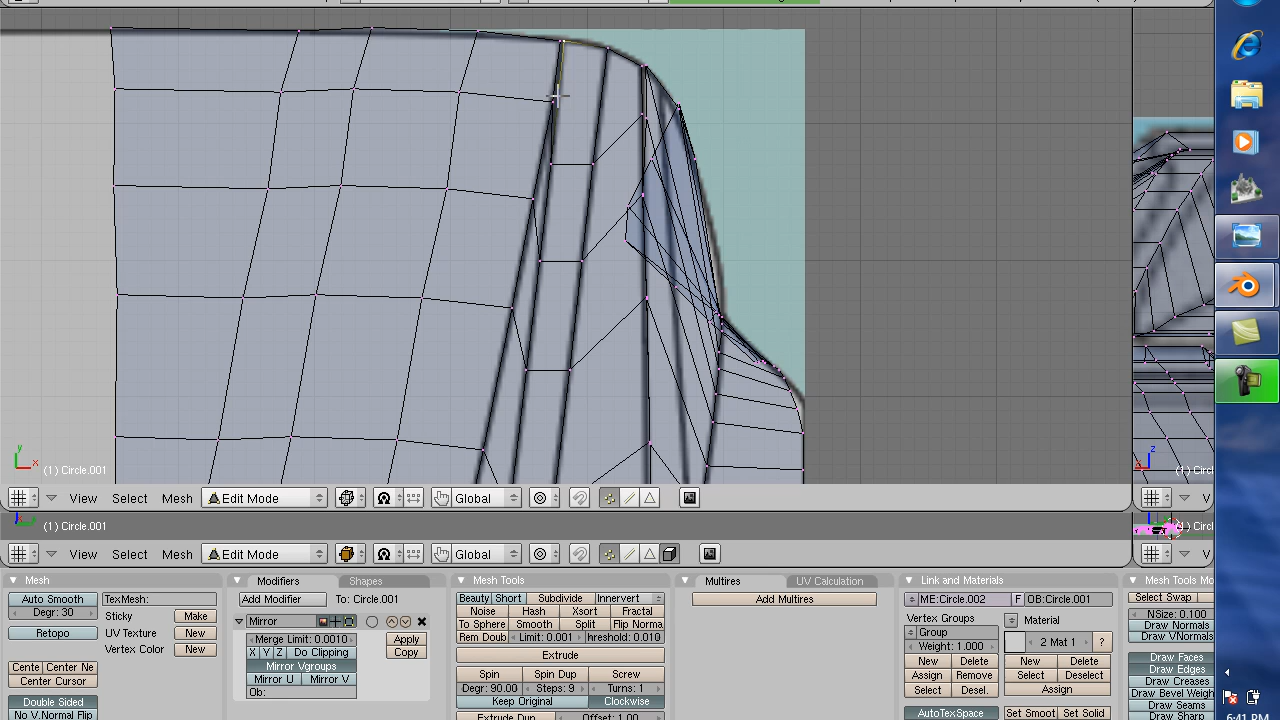 y
x
(1) Circle.001
z
(1) Circl
View Select Mesh Edit Mode Global
V
(1) Circle.001
) Circl
View Select Mesh Edit Mode Global
V
Mesh
Auto Smooth
Degr: 30
Retopo
Cente Center Ne
Center Cursor
Double Sided
No V.Normal Flip
TexMesh:
Sticky Make
UV Texture New
Vertex Color New
Modifiers Shapes
Add Modifier To: Circle.001
Mirror
Merge Limit: 0.0010
X Y Z Do Clipping
Mirror Vgroups
Mirror U Mirror V
Ob:
Apply
Copy
Mesh Tools
Beauty Short Subdivide Innervert
Noise Hash Xsort Fractal
To Sphere Smooth Split Flip Norma
Rem Doub Limit: 0.001 hreshold: 0.010
Extrude
Spin Spin Dup Screw
Degr: 90.00 Steps: 9 Turns: 1
Keep Original Clockwise
Extrude Dup Offset: 1.00
Multires UV Calculation
Add Multires
Link and Materials
ME:Circle.002 F OB:Circle.001
Vertex Groups
Group
Weight: 1.000
New Delete
Assign Remove
Select Desel.
AutoTexSpace
Material
2 Mat 1 ?
New Delete
Select Deselect
Assign
Set Smoot Set Solid
Mesh Tools Mo
Select Swap
NSize: 0.100
Draw Normals
Draw VNormals
Draw Faces
Draw Edges
Draw Creases
Draw Bevel Weigh
Draw Seams
6:41 PM